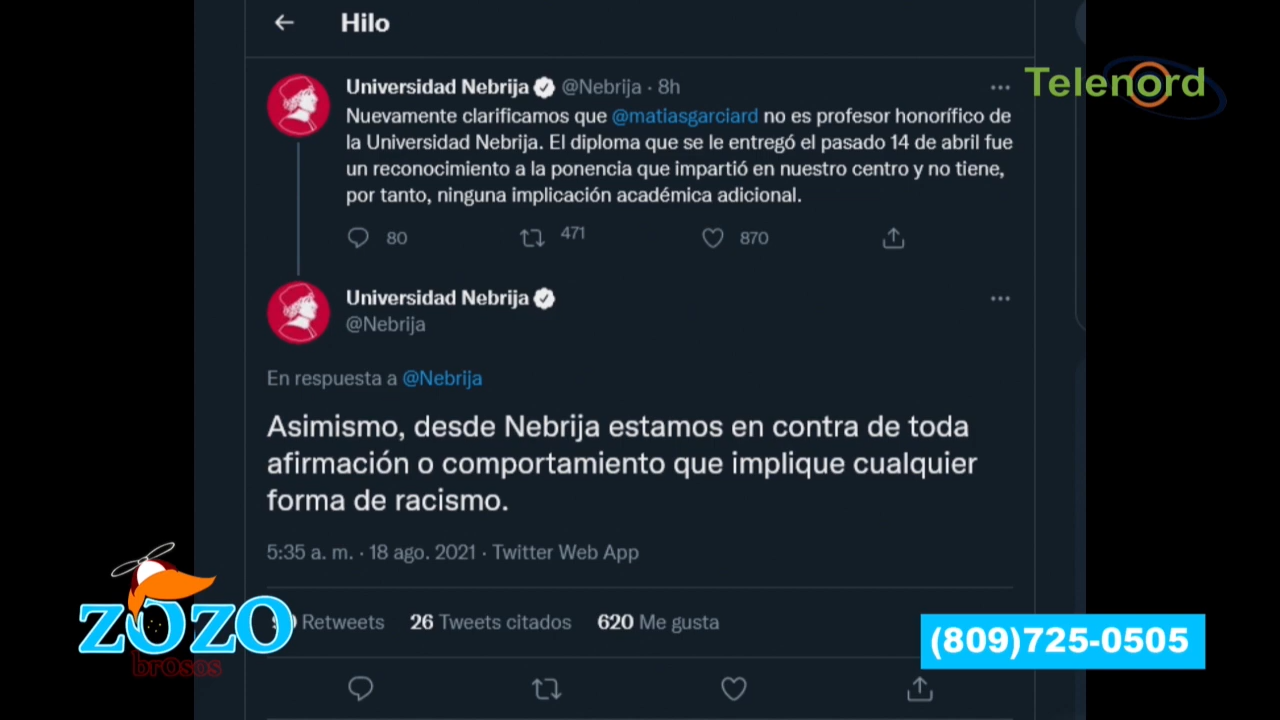 Hilo
Telenord
Universidad Nebrija @Nebrija · 8h
Nuevamente clarificamos que @matiasgarciard no es profesor honorífico de
la Universidad Nebrija. El diploma que se le entregó el pasado 14 de abril fue
un reconocimiento a la ponencia que impartió en nuestro centro y no tiene,
por tanto, ninguna implicación académica adicional.
80 471 870
Universidad Nebrija
@Nebrija
En respuesta a @Nebrija
Asimismo, desde Nebrija estamos en contra de toda
afirmación o comportamiento que implique cualquier
forma de racismo.
5:35 a. m. · 18 ago. 2021 · Twitter Web App
Retweets 26 Tweets citados 620 Me gusta
zozo
brosos
(809)725-0505